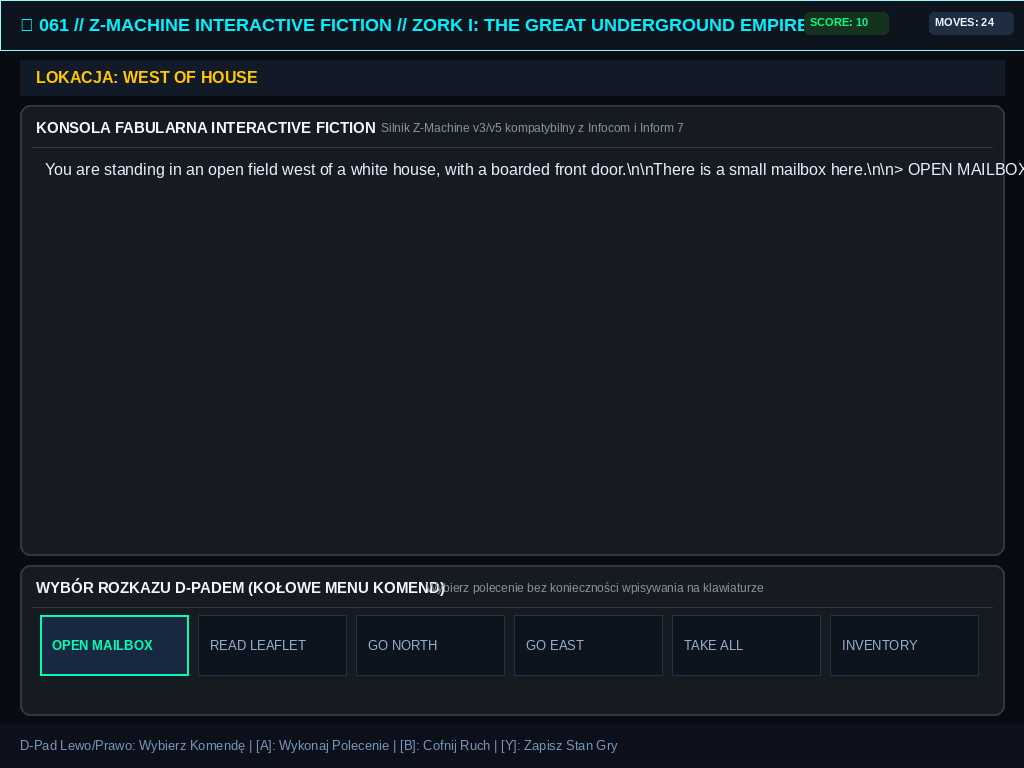 061 // Z-MACHINE INTERACTIVE FICTION // ZORK I: THE GREAT UNDERGROUND EMPIRE
SCORE: 10
MOVES: 24
LOKACJA: WEST OF HOUSE
KONSOLA FABULARNA INTERACTIVE FICTION Silnik Z-Machine v3/v5 kompatybilny z Infocom i Inform 7
You are standing in an open field west of a white house, with a boarded front door.\n\nThere is a small mailbox here.\n\n> OPEN MAILBOX
WYBÓR ROZKAZU D-PADEM (KOŁOWE MENU KOMEND) Wybierz polecenie bez konieczności wpisywania na klawiaturze
OPEN MAILBOX
READ LEAFLET
GO NORTH
GO EAST
TAKE ALL
INVENTORY
D-Pad Lewo/Prawo: Wybierz Komendę | [A]: Wykonaj Polecenie | [B]: Cofnij Ruch | [Y]: Zapisz Stan Gry